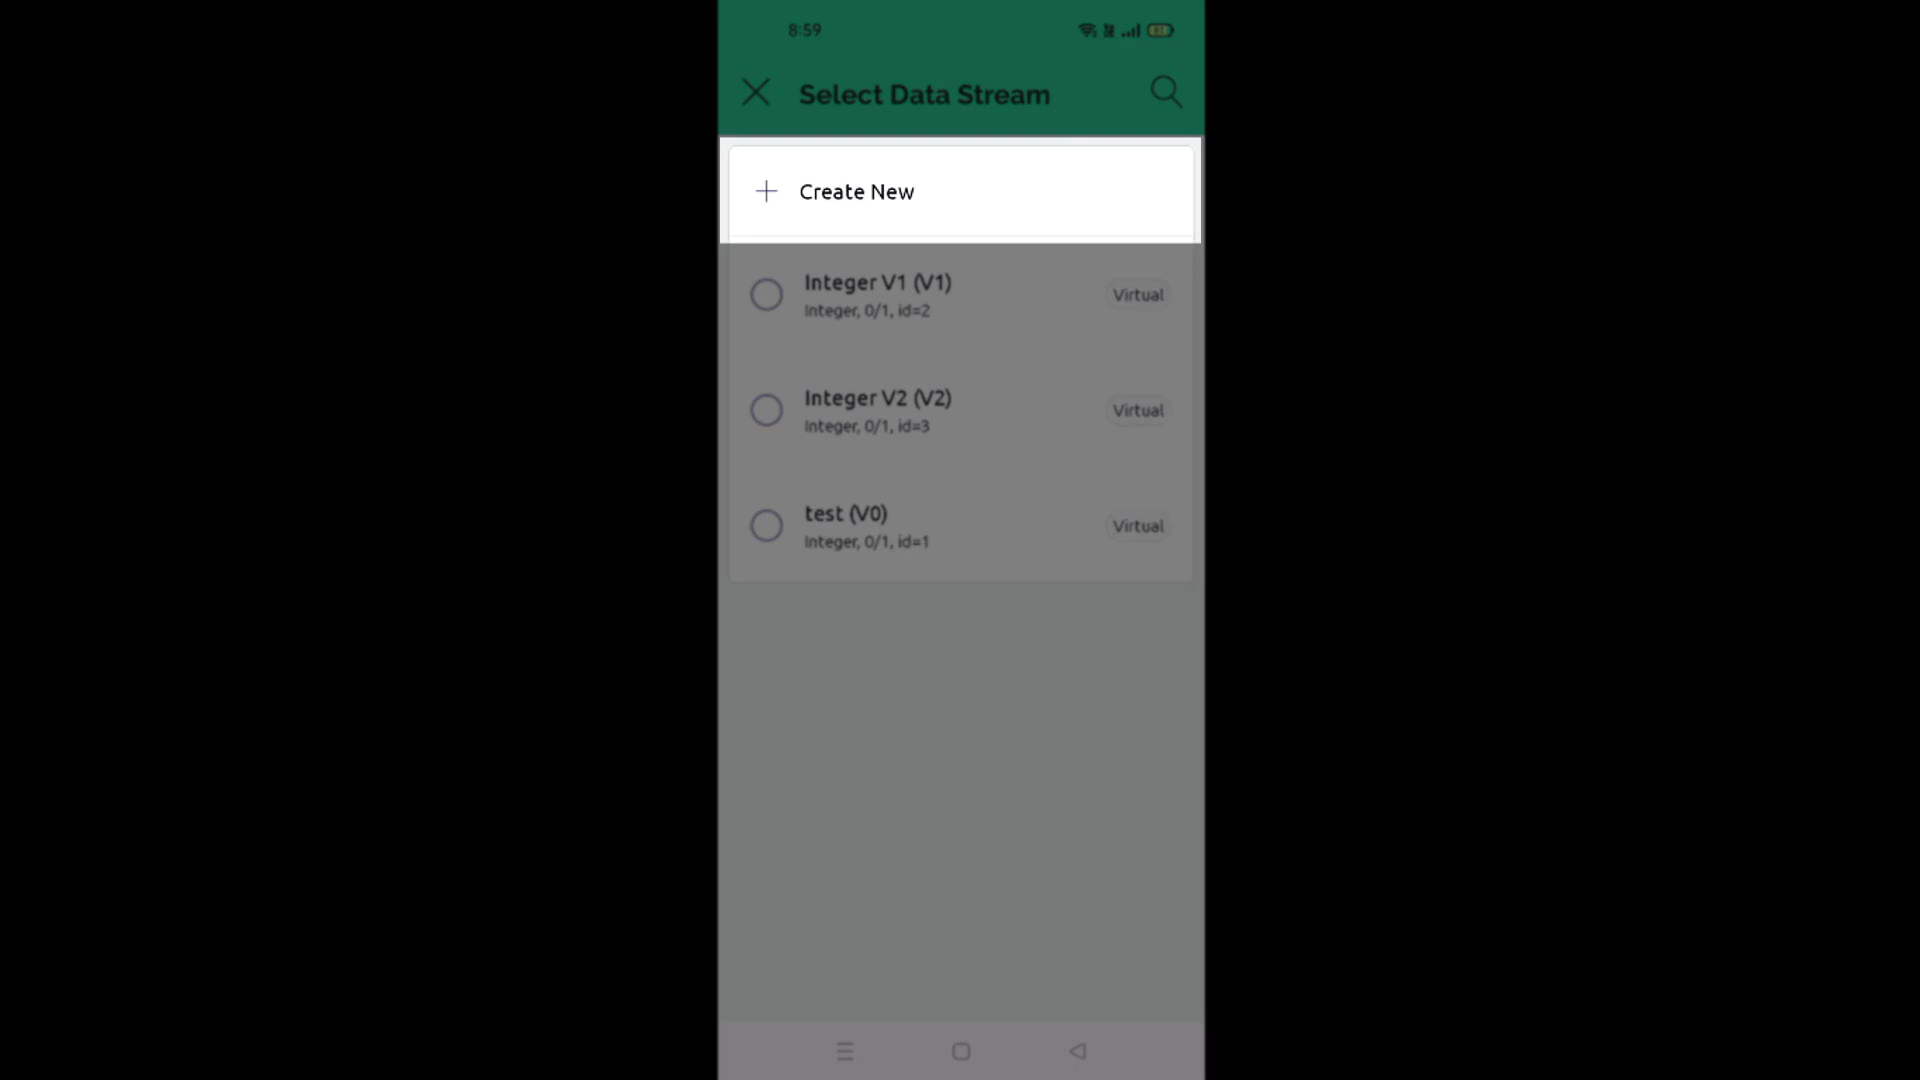 8:59
Select Data Stream
Create New
Integer V1 (V1)
Integer, 0/1, id=2
Virtual
Integer V2 (V2)
Integer, 0/1, id=3
Virtual
test (V0)
Integer, 0/1, id=1
Virtual